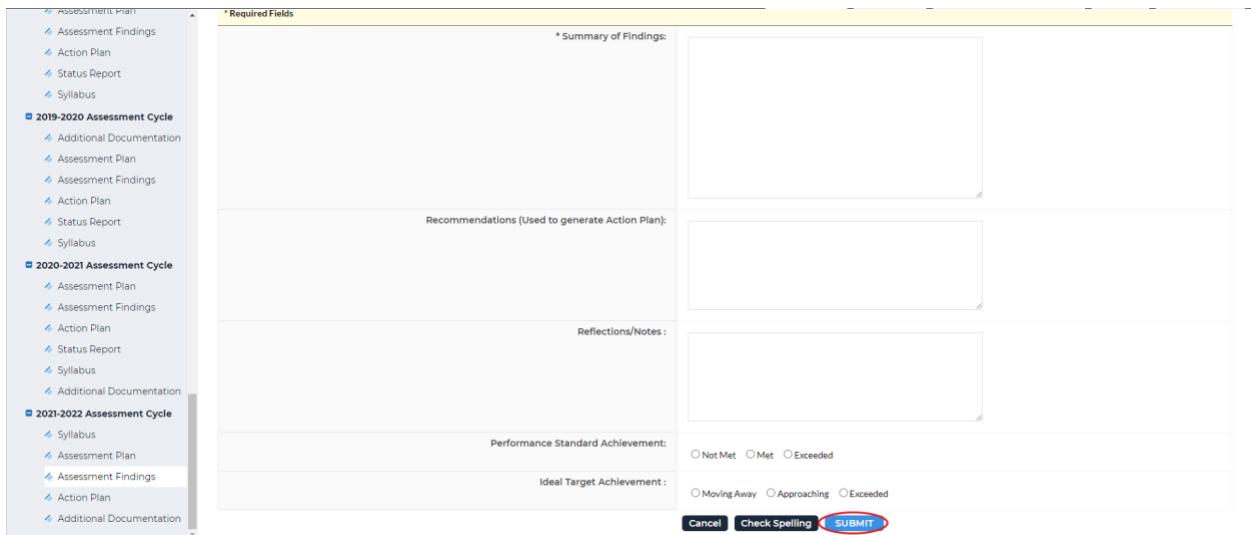 Assessment Plan
Assessment Findings
Action Plan
Status Report
Syllabus
2019-2020 Assessment Cycle
Additional Documentation
Assessment Plan
Assessment Findings
Action Plan
Status Report
Syllabus
2020-2021 Assessment Cycle
Assessment Plan
Assessment Findings
Action Plan
Status Report
Syllabus
Additional Documentation
2021-2022 Assessment Cycle
Syllabus
Assessment Plan
Assessment Findings
Action Plan
Additional Documentation
* Required Fields
* Summary of Findings:
Recommendations (Used to generate Action Plan):
Reflections/Notes :
Performance Standard Achievement:
Not Met Met Exceeded
Ideal Target Achievement :
Moving Away Approaching Exceeded
Cancel Check Spelling SUBMIT